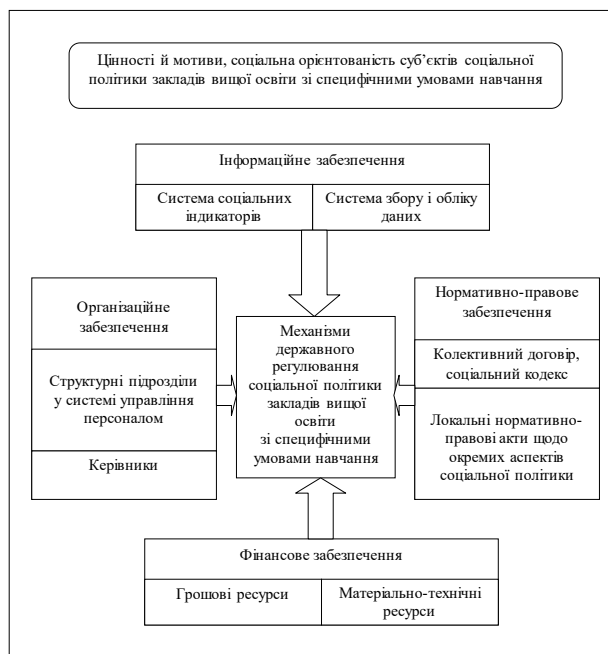 Цінності й мотиви, соціальна орієнтованість суб’єктів соціальної
політики закладів вищої освіти зі специфічними умовами навчання
Інформаційне забезпечення
Система соціальних
індикаторів
Система збору і обліку
даних
Організаційне
забезпечення
Структурні підрозділи
у системі управління
персоналом
Керівники
Механізми
державного
регулювання
соціальної політики
закладів вищої
освіти
зі специфічними
умовами навчання
Нормативно-правове
забезпечення
Колективний договір,
соціальний кодекс
Локальні нормативно-
правові акти щодо
окремих аспектів
соціальної політики
Фінансове забезпечення
Грошові ресурси
Матеріально-технічні
ресурси